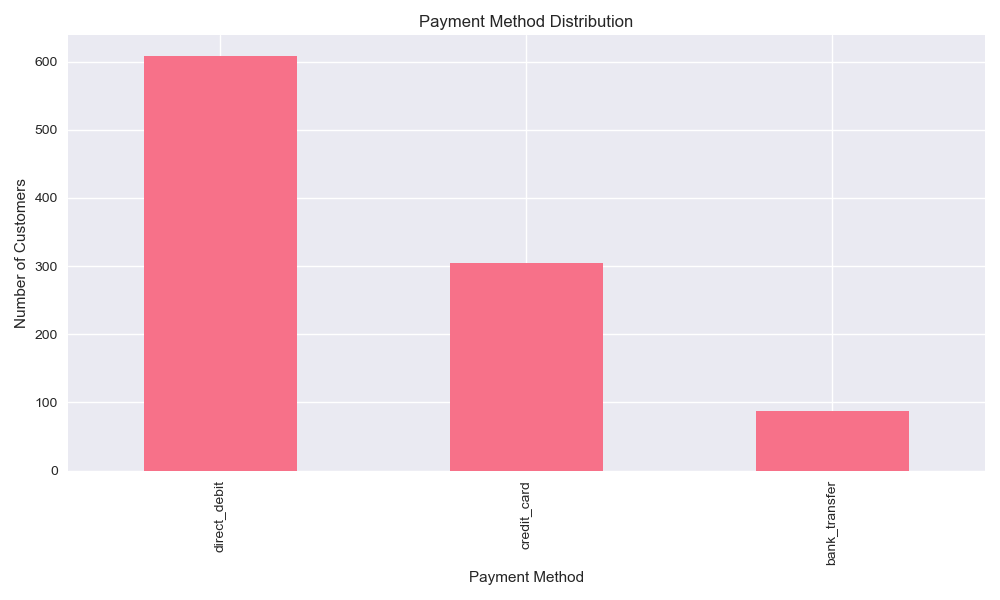 Payment Method Distribution
Number of Customers
600
500
400
300
200
100
0
direct_debit
credit_card
bank_transfer
Payment Method